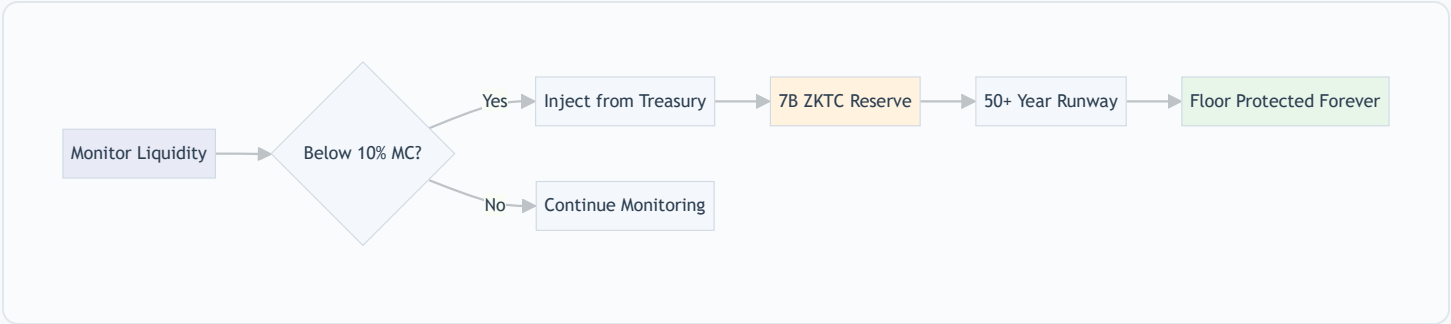 Monitor Liquidity
Below 10% MC?
Yes
Inject from Treasury
7B ZKTC Reserve
50+ Year Runway
Floor Protected Forever
No
Continue Monitoring